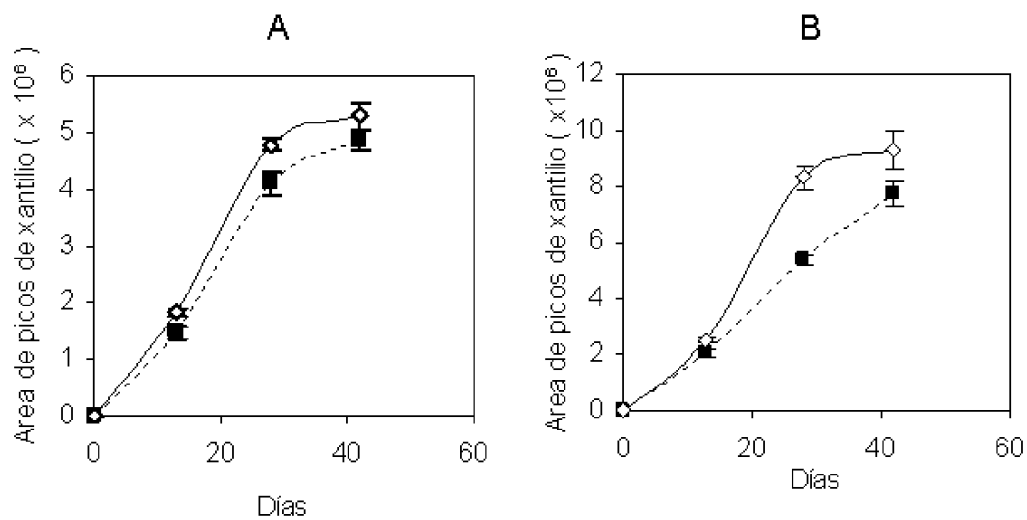 A
Area de picos de xantilio ( x 10⁶ )
6
5
4
3
2
1
0
0 20 40 60
Días
B
Area de picos de xantilio ( x10⁶ )
12
10
8
6
4
2
0
0 20 40 60
Días